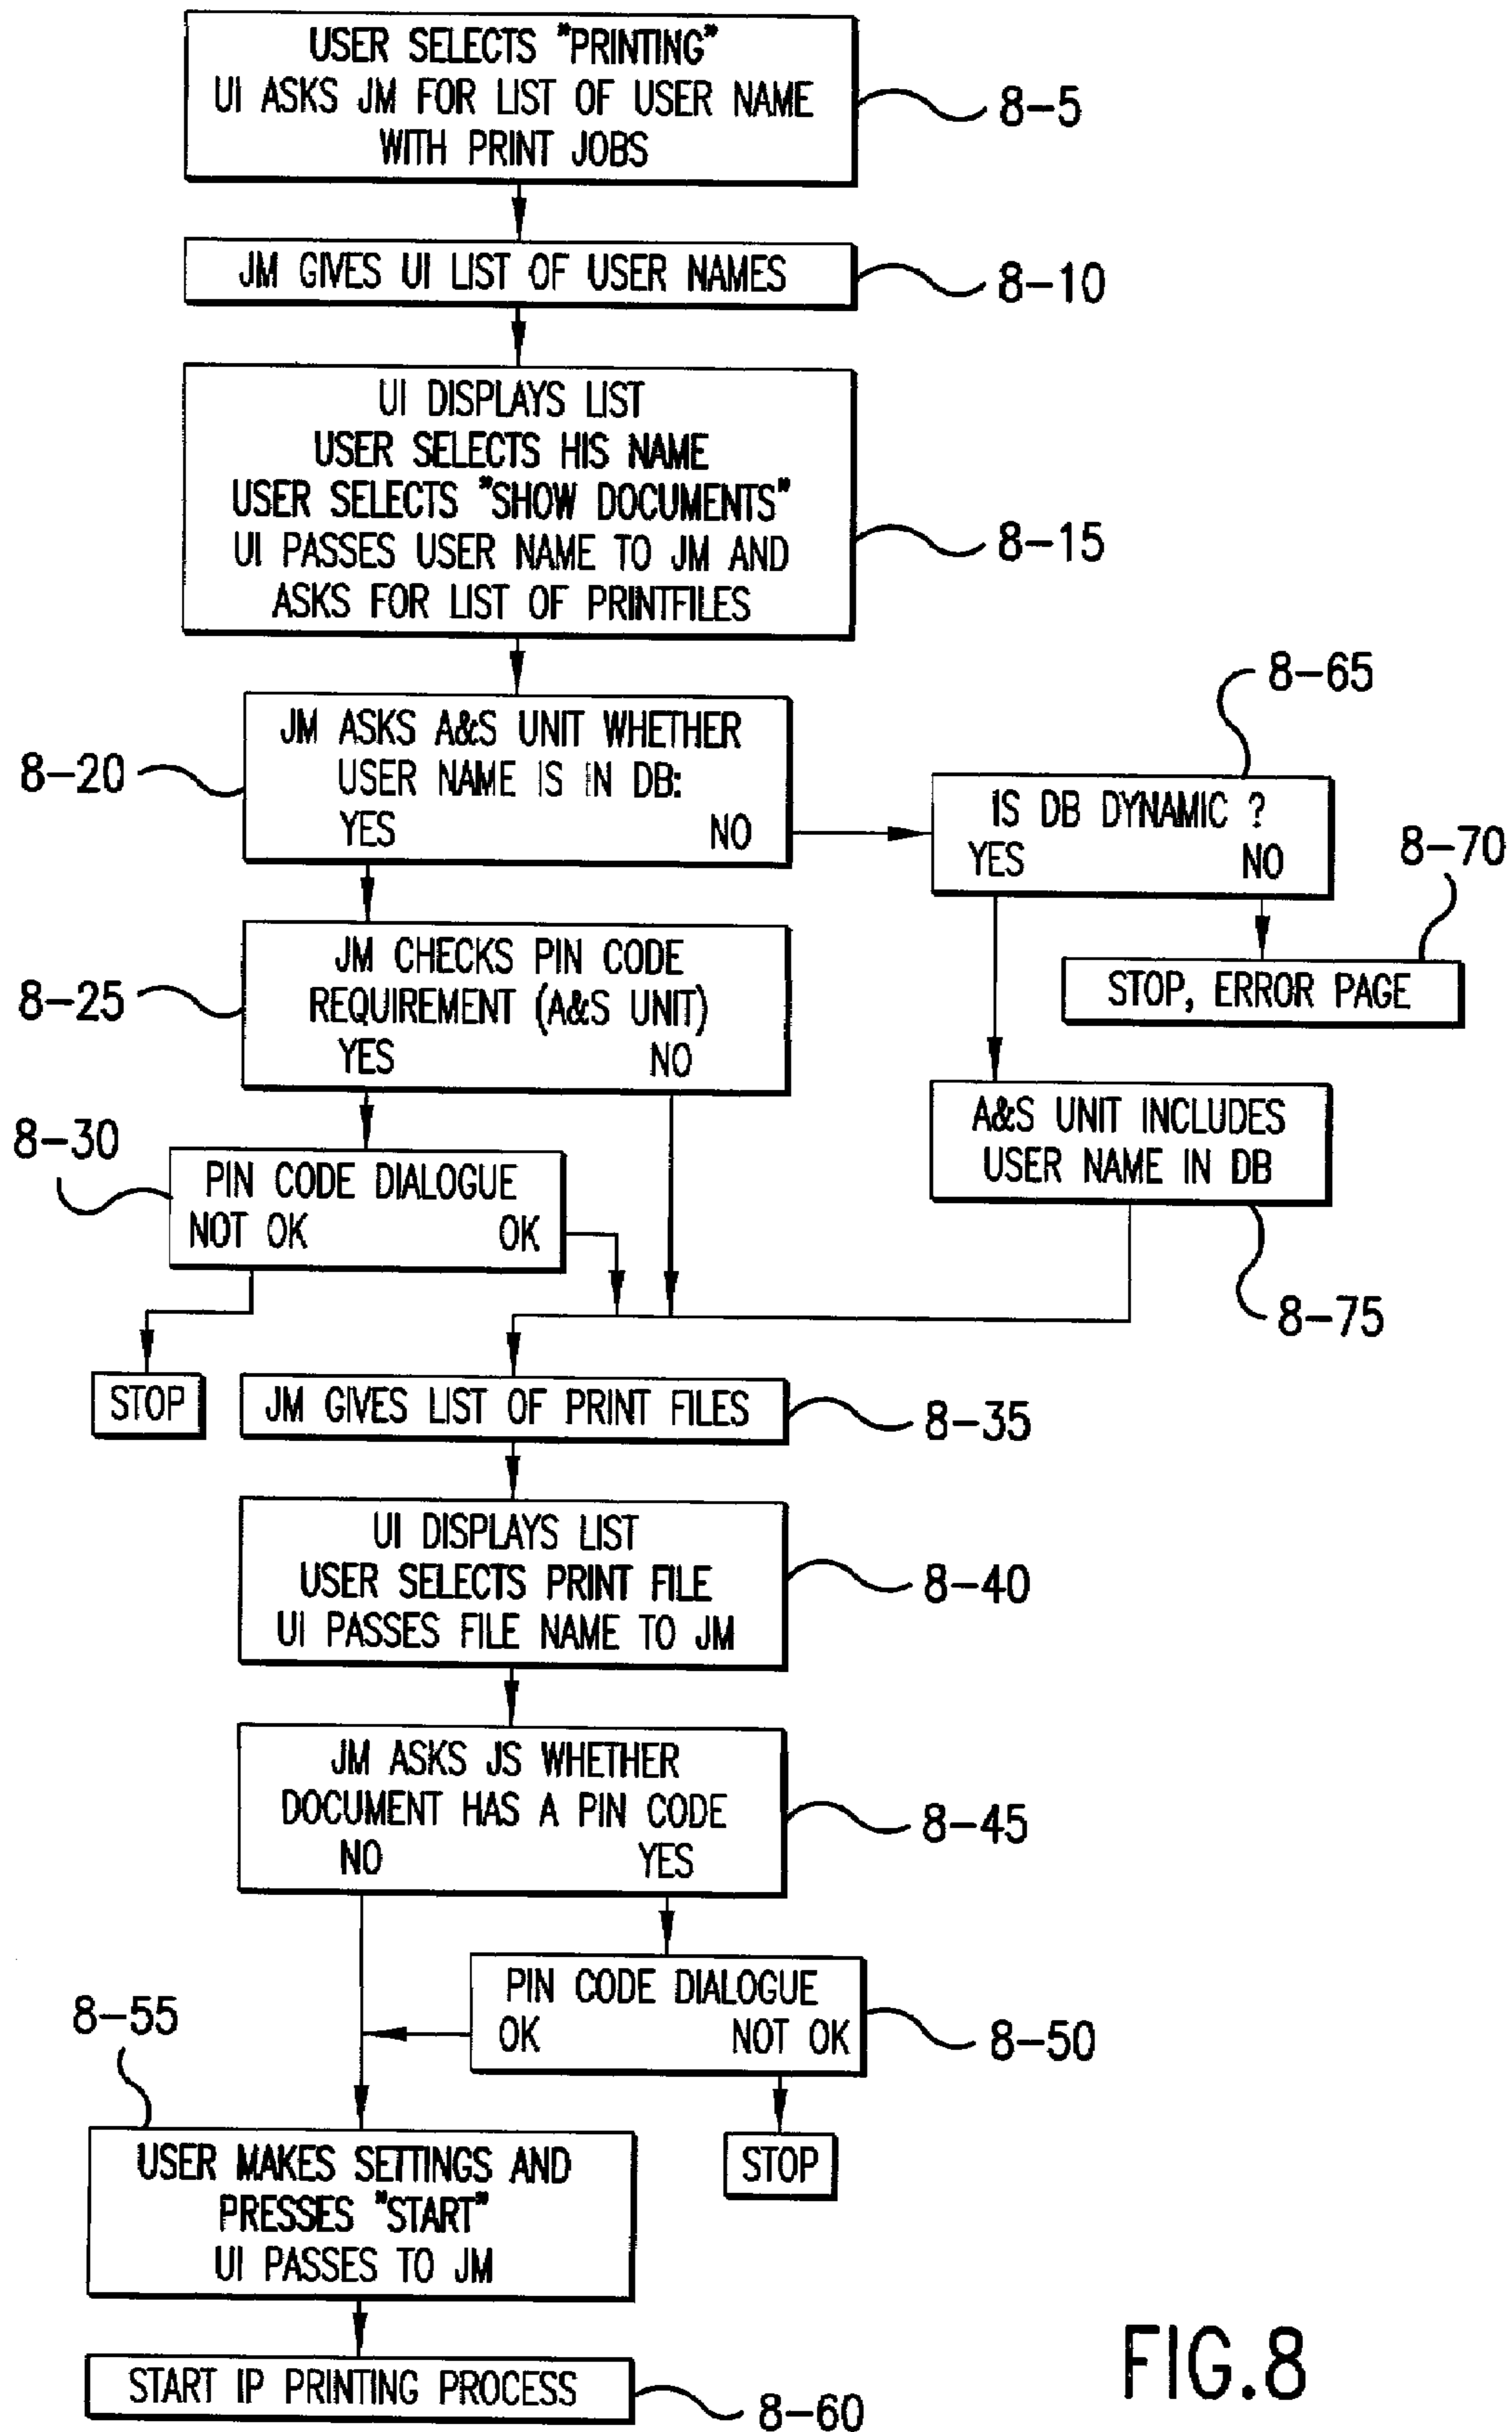 USER SELECTS "PRINTING"
UI ASKS JM FOR LIST OF USER NAME
WITH PRINT JOBS
8-5
JM GIVES UI LIST OF USER NAMES
8-10
UI DISPLAYS LIST
USER SELECTS HIS NAME
USER SELECTS "SHOW DOCUMENTS"
UI PASSES USER NAME TO JM AND
ASKS FOR LIST OF PRINTFILES
8-15
8-20
JM ASKS A&S UNIT WHETHER
USER NAME IS IN DB:
YES NO
8-65
IS DB DYNAMIC ?
YES NO
8-70
STOP, ERROR PAGE
8-25
JM CHECKS PIN CODE
REQUIREMENT (A&S UNIT)
YES NO
A&S UNIT INCLUDES
USER NAME IN DB
8-75
8-30
PIN CODE DIALOGUE
NOT OK OK
STOP
JM GIVES LIST OF PRINT FILES
8-35
UI DISPLAYS LIST
USER SELECTS PRINT FILE
UI PASSES FILE NAME TO JM
8-40
JM ASKS JS WHETHER
DOCUMENT HAS A PIN CODE
NO YES
8-45
PIN CODE DIALOGUE
OK NOT OK
8-50
STOP
8-55
USER MAKES SETTINGS AND
PRESSES "START"
UI PASSES TO JM
START IP PRINTING PROCESS
8-60
FIG.8